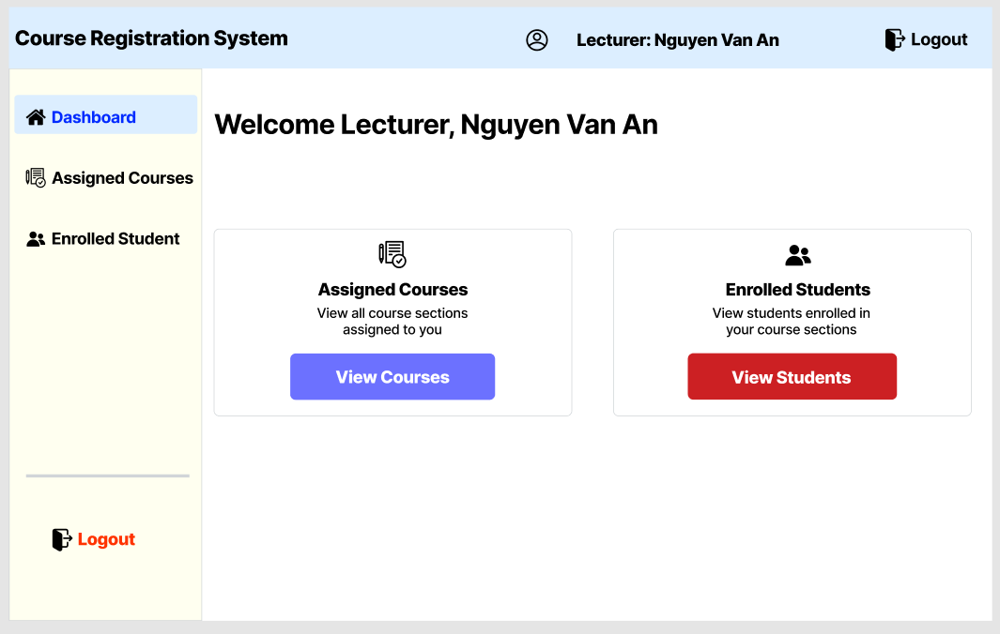 Course Registration System
Lecturer: Nguyen Van An
Logout
Dashboard
Assigned Courses
Enrolled Student
Logout
Welcome Lecturer, Nguyen Van An
Assigned Courses
View all course sections
assigned to you
View Courses
Enrolled Students
View students enrolled in
your course sections
View Students